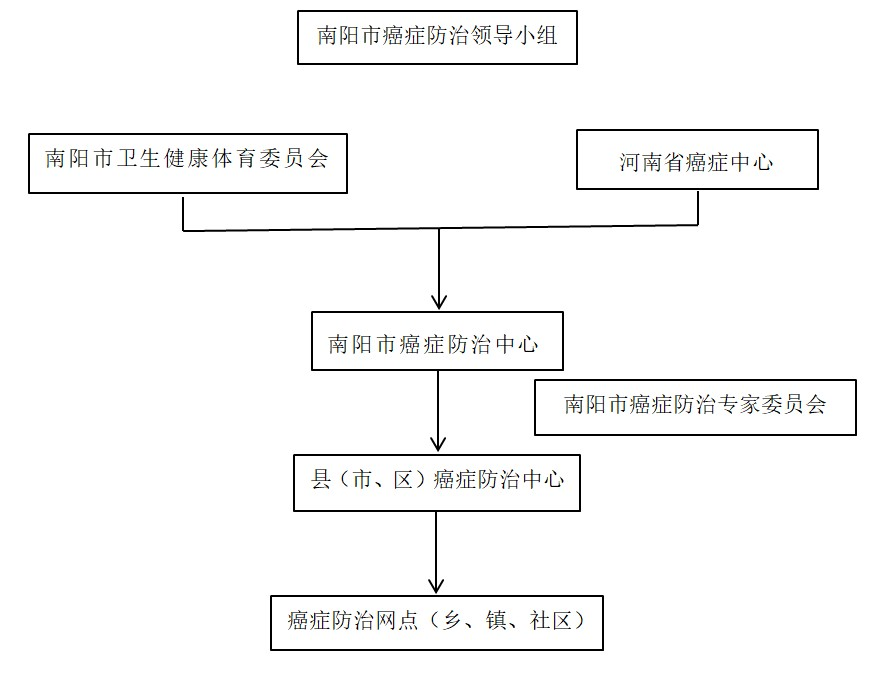 南阳市癌症防治领导小组
南阳市卫生健康体育委员会
河南省癌症中心
南阳市癌症防治中心
南阳市癌症防治专家委员会
县（市、区）癌症防治中心
癌症防治网点（乡、镇、社区）